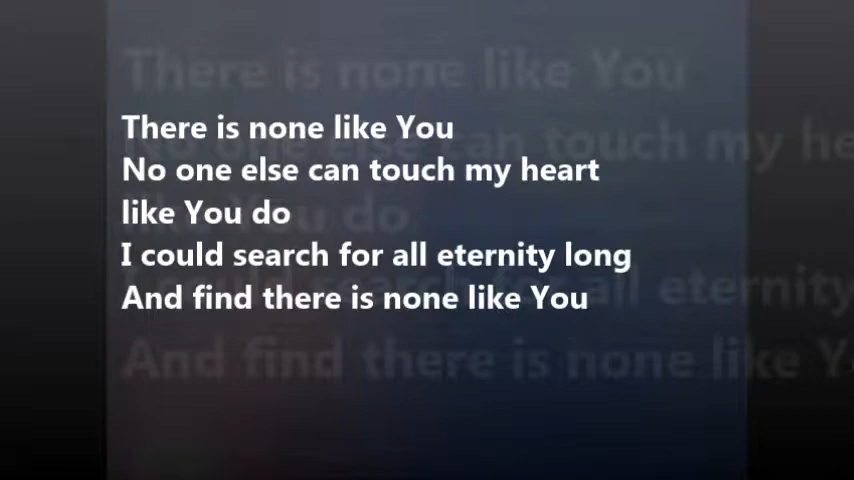 There is none like You
No one else can touch my heart
like You do
I could search for all eternity long
And find there is none like You